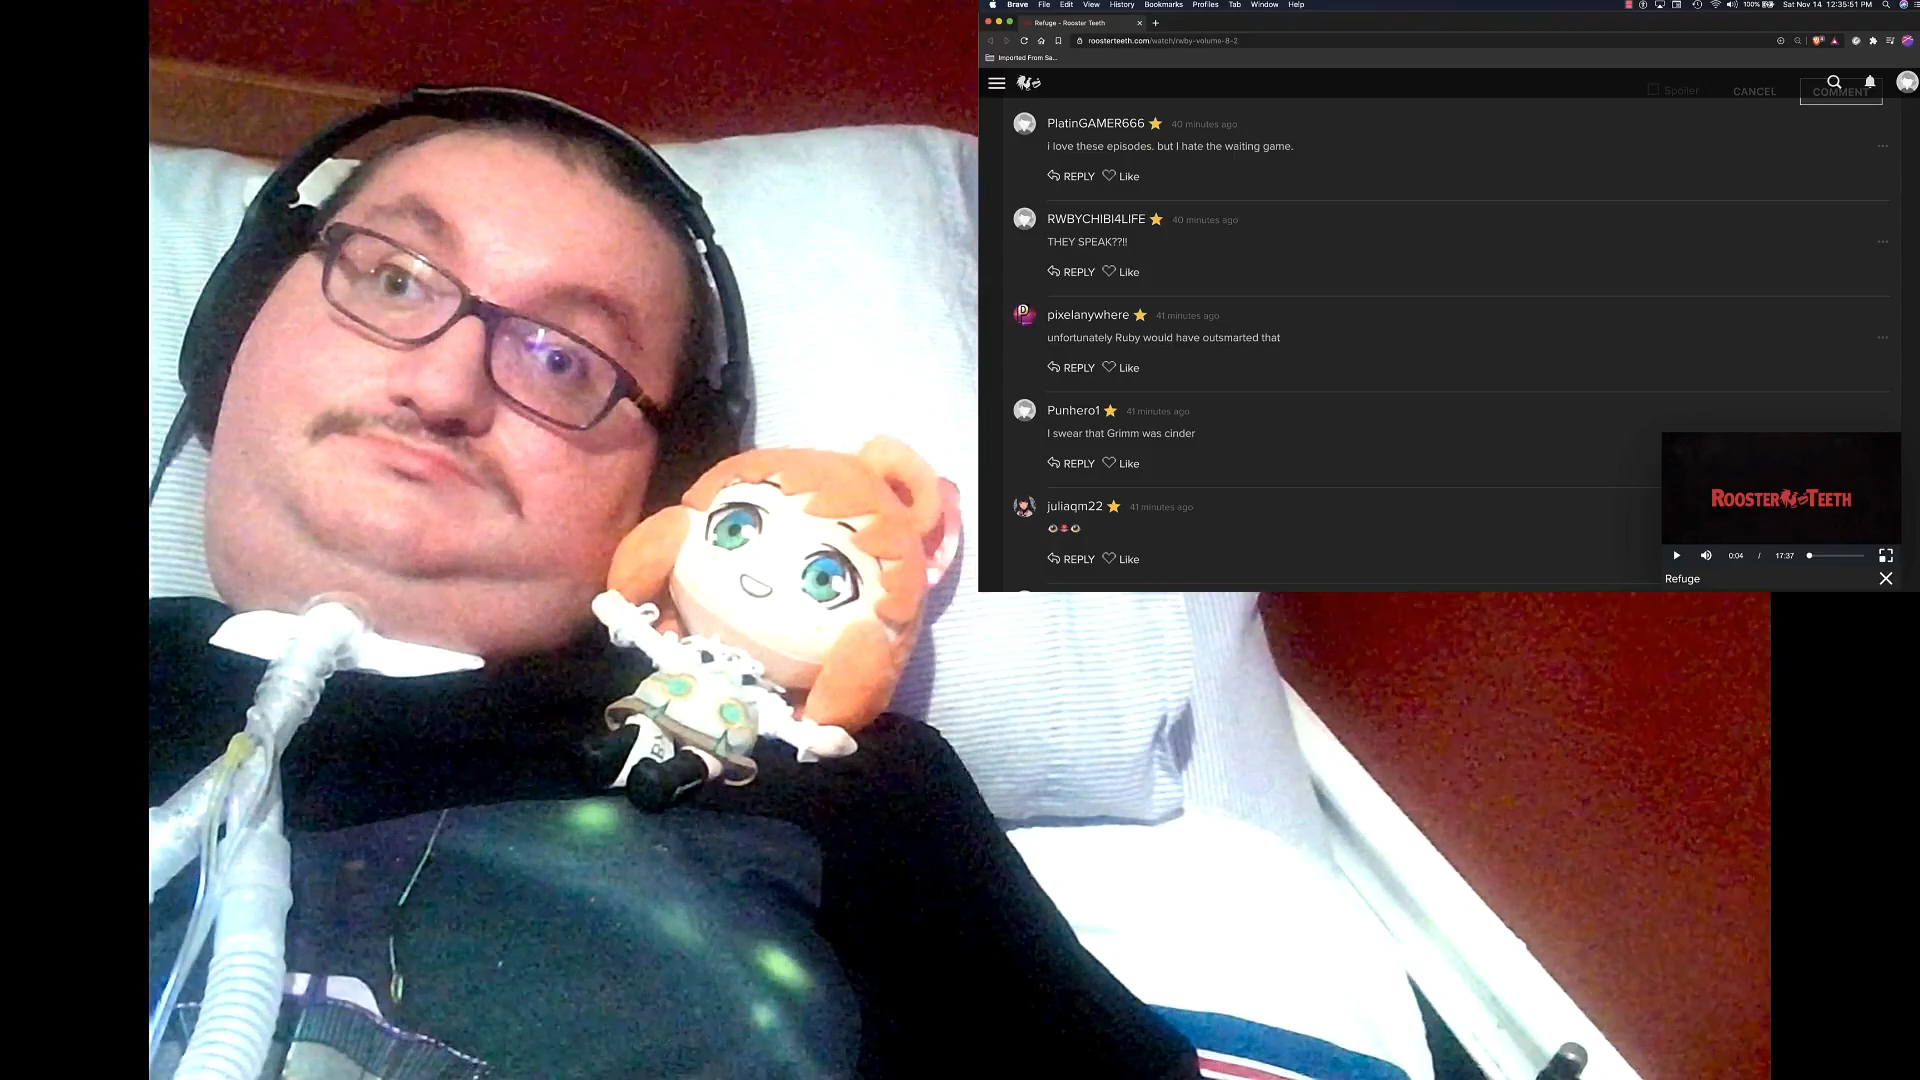 Brave File Edit View History Bookmarks Profiles Tab Window Help
100% Sat Nov 14 12:35:51 PM
Refuge - Rooster Teeth
roosterteeth.com/watch/rwby-volume-8-2
Imported From Sa...
Spoiler CANCEL COMMENT
PlatinGAMER666 40 minutes ago
i love these episodes. but I hate the waiting game.
REPLY Like
RWBYCHIBI4LIFE 40 minutes ago
THEY SPEAK??!!
REPLY Like
pixelanywhere 41 minutes ago
unfortunately Ruby would have outsmarted that
REPLY Like
Punhero1 41 minutes ago
I swear that Grimm was cinder
REPLY Like
juliaqm22 41 minutes ago
REPLY Like
ROOSTER TEETH
0:04 / 17:37
Refuge